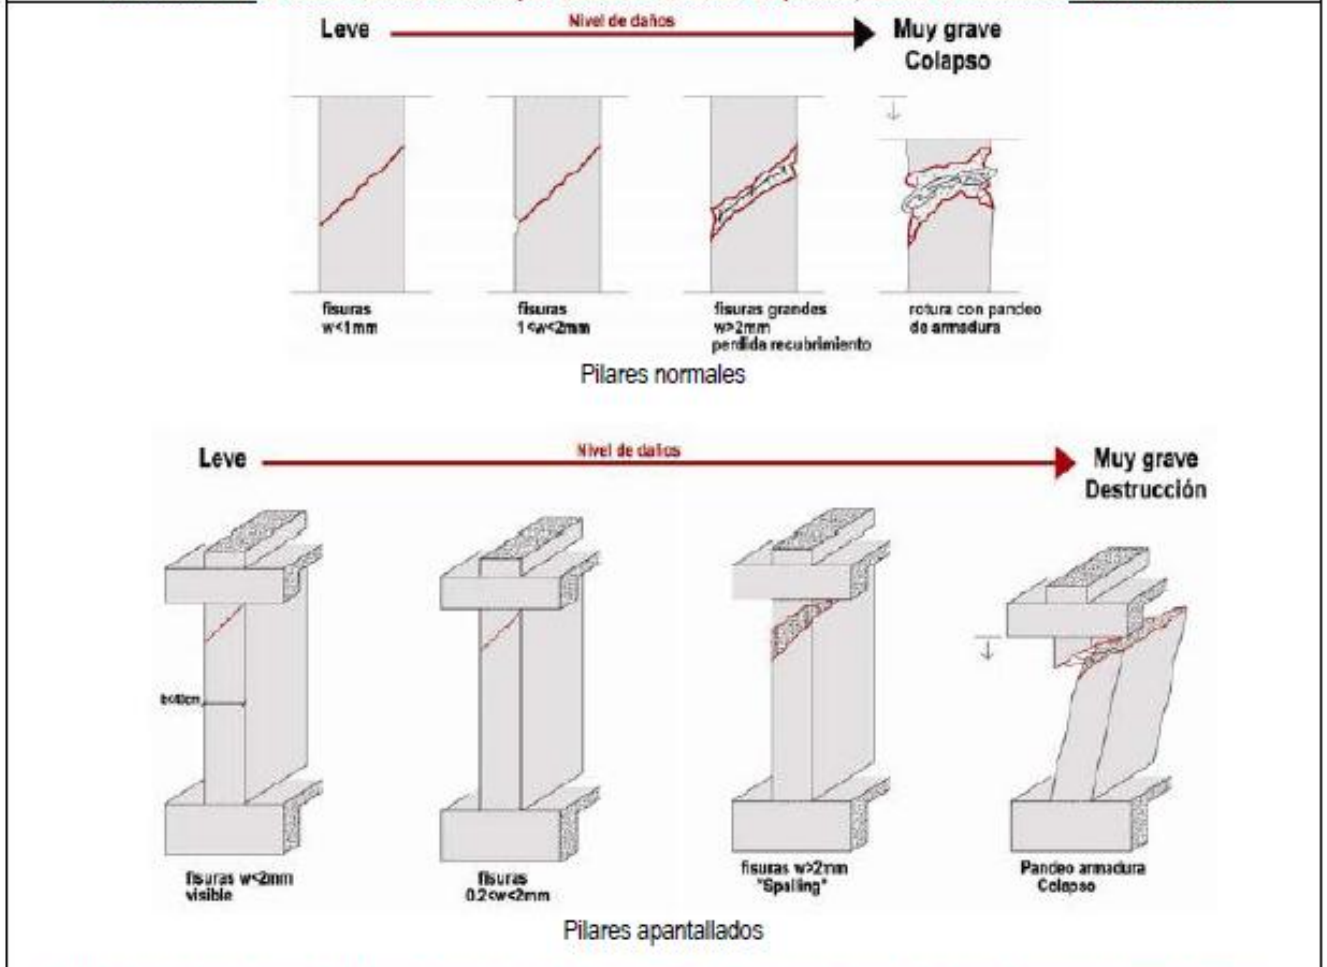 Nivel de daños
Leve
Muy grave
Colapso
fisuras
w<1mm
fisuras
1<w<2mm
fisuras grandes
w>2mm
perdida recubrimiento
rotura con pandeo
de armadura
Pilares normales
Nivel de daños
Leve
Muy grave
Destrucción
b<40cm
fisuras w<2mm
visible
fisuras
0.2<w<2mm
fisuras w>2mm
"Spalling"
Pandeo armadura
Colapso
Pilares apantallados